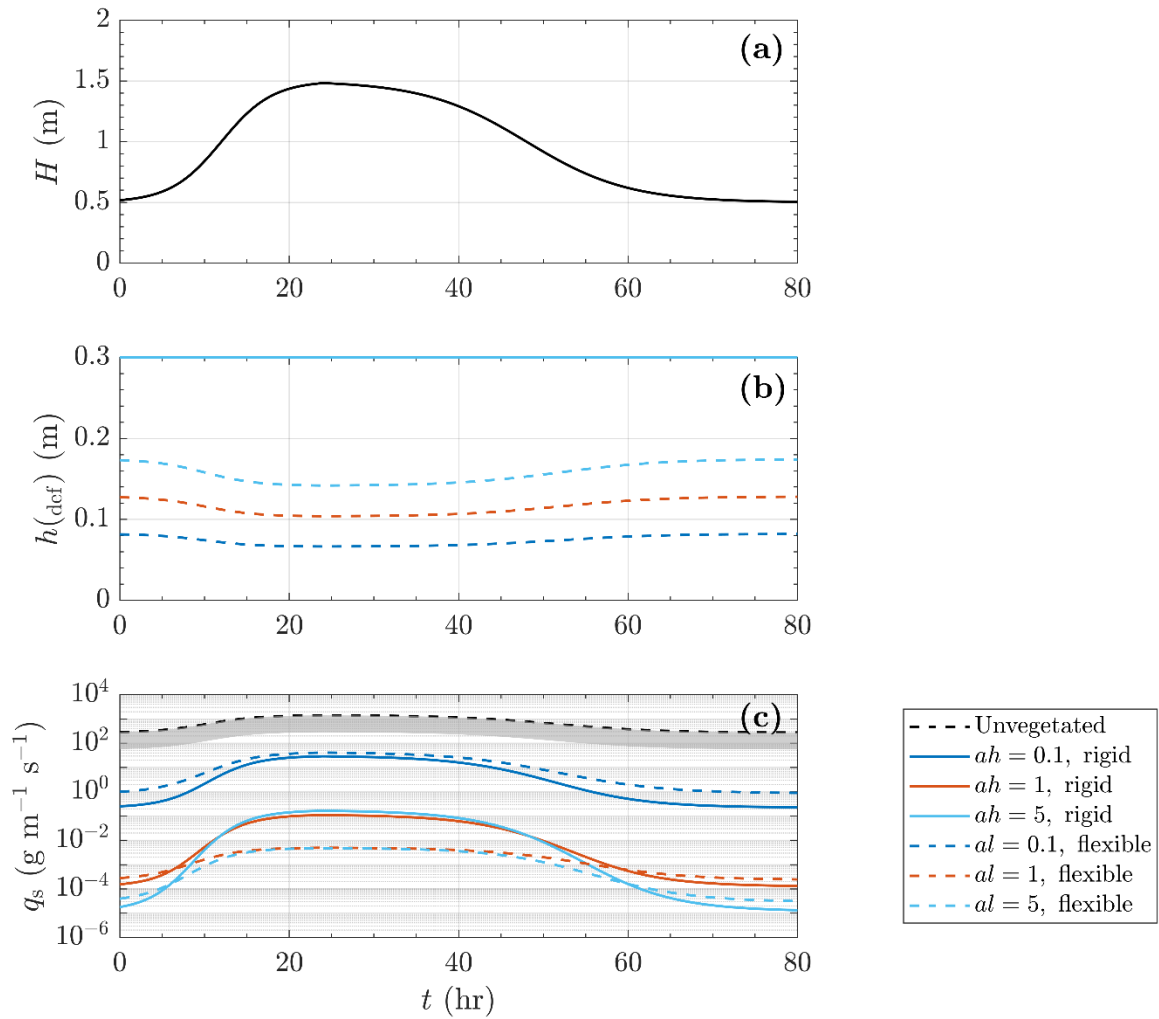 (a)
H (m)
2
1.5
1
0.5
0
0 20 40 60 80
(b)
h(def) (m)
0.3
0.2
0.1
0
0 20 40 60 80
(c)
qs (g m−1 s−1)
10^4
10^2
10^0
10^−2
10^−4
10^−6
0 20 40 60 80
t (hr)
Unvegetated
ah = 0.1, rigid
ah = 1, rigid
ah = 5, rigid
al = 0.1, flexible
al = 1, flexible
al = 5, flexible